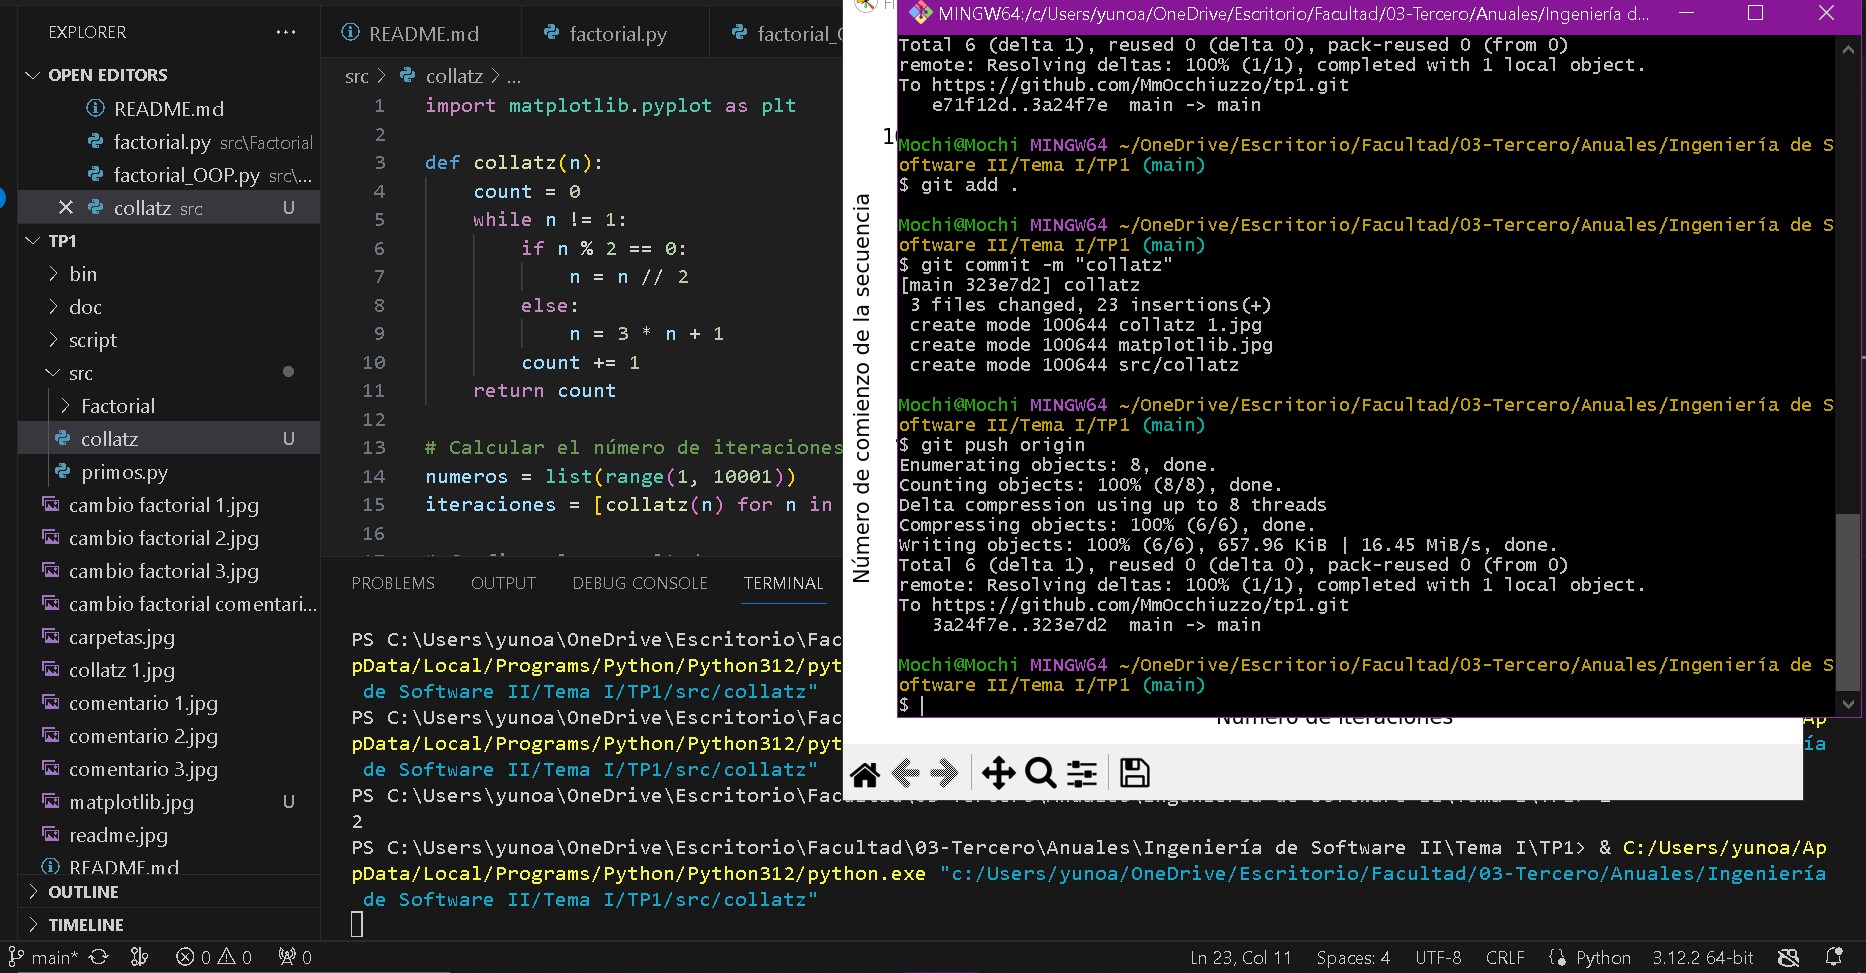 EXPLORER
OPEN EDITORS
README.md
factorial.py src\Factorial
factorial_OOP.py src\...
collatz src U
TP1
bin
doc
script
src
Factorial
collatz U
primos.py
cambio factorial 1.jpg
cambio factorial 2.jpg
cambio factorial 3.jpg
cambio factorial comentari...
carpetas.jpg
collatz 1.jpg
comentario 1.jpg
comentario 2.jpg
comentario 3.jpg
matplotlib.jpg U
readme.jpg
README.md
OUTLINE
TIMELINE
README.md factorial.py factorial_
src > collatz > ...
1 import matplotlib.pyplot as plt
2
3 def collatz(n):
4 count = 0
5 while n != 1:
6 if n % 2 == 0:
7 n = n // 2
8 else:
9 n = 3 * n + 1
10 count += 1
11 return count
12
13 # Calcular el número de iteraciones
14 numeros = list(range(1, 10001))
15 iteraciones = [collatz(n) for n in
16
PROBLEMS OUTPUT DEBUG CONSOLE TERMINAL
PS C:\Users\yunoa\OneDrive\Escritorio\Fac
pData/Local/Programs/Python/Python312/pyt
de Software II/Tema I/TP1/src/collatz"
PS C:\Users\yunoa\OneDrive\Escritorio\Fac
pData/Local/Programs/Python/Python312/pyt
de Software II/Tema I/TP1/src/collatz"
PS C:\Users\yunoa\OneDrive\Escritorio\Fac
2
PS C:\Users\yunoa\OneDrive\Escritorio\Facultad\03-Tercero\Anuales\Ingeniería de Software II\Tema I\TP1> & C:/Users/yunoa/Ap
pData/Local/Programs/Python/Python312/python.exe "c:/Users/yunoa/OneDrive/Escritorio/Facultad/03-Tercero/Anuales/Ingeniería
de Software II/Tema I/TP1/src/collatz"
Número de comienzo de la secuencia
Número de iteraciones
MINGW64:/c/Users/yunoa/OneDrive/Escritorio/Facultad/03-Tercero/Anuales/Ingeniería d...
Total 6 (delta 1), reused 0 (delta 0), pack-reused 0 (from 0)
remote: Resolving deltas: 100% (1/1), completed with 1 local object.
To https://github.com/MmOcchiuzzo/tp1.git
e71f12d..3a24f7e main -> main
Mochi@Mochi MINGW64 ~/OneDrive/Escritorio/Facultad/03-Tercero/Anuales/Ingeniería de S
oftware II/Tema I/TP1 (main)
$ git add .
Mochi@Mochi MINGW64 ~/OneDrive/Escritorio/Facultad/03-Tercero/Anuales/Ingeniería de S
oftware II/Tema I/TP1 (main)
$ git commit -m "collatz"
[main 323e7d2] collatz
3 files changed, 23 insertions(+)
create mode 100644 collatz 1.jpg
create mode 100644 matplotlib.jpg
create mode 100644 src/collatz
Mochi@Mochi MINGW64 ~/OneDrive/Escritorio/Facultad/03-Tercero/Anuales/Ingeniería de S
oftware II/Tema I/TP1 (main)
$ git push origin
Enumerating objects: 8, done.
Counting objects: 100% (8/8), done.
Delta compression using up to 8 threads
Compressing objects: 100% (6/6), done.
Writing objects: 100% (6/6), 657.96 KiB | 16.45 MiB/s, done.
Total 6 (delta 1), reused 0 (delta 0), pack-reused 0 (from 0)
remote: Resolving deltas: 100% (1/1), completed with 1 local object.
To https://github.com/MmOcchiuzzo/tp1.git
3a24f7e..323e7d2 main -> main
Mochi@Mochi MINGW64 ~/OneDrive/Escritorio/Facultad/03-Tercero/Anuales/Ingeniería de S
oftware II/Tema I/TP1 (main)
$
main* 0 0 0 Ln 23, Col 11 Spaces: 4 UTF-8 CRLF Python 3.12.2 64-bit